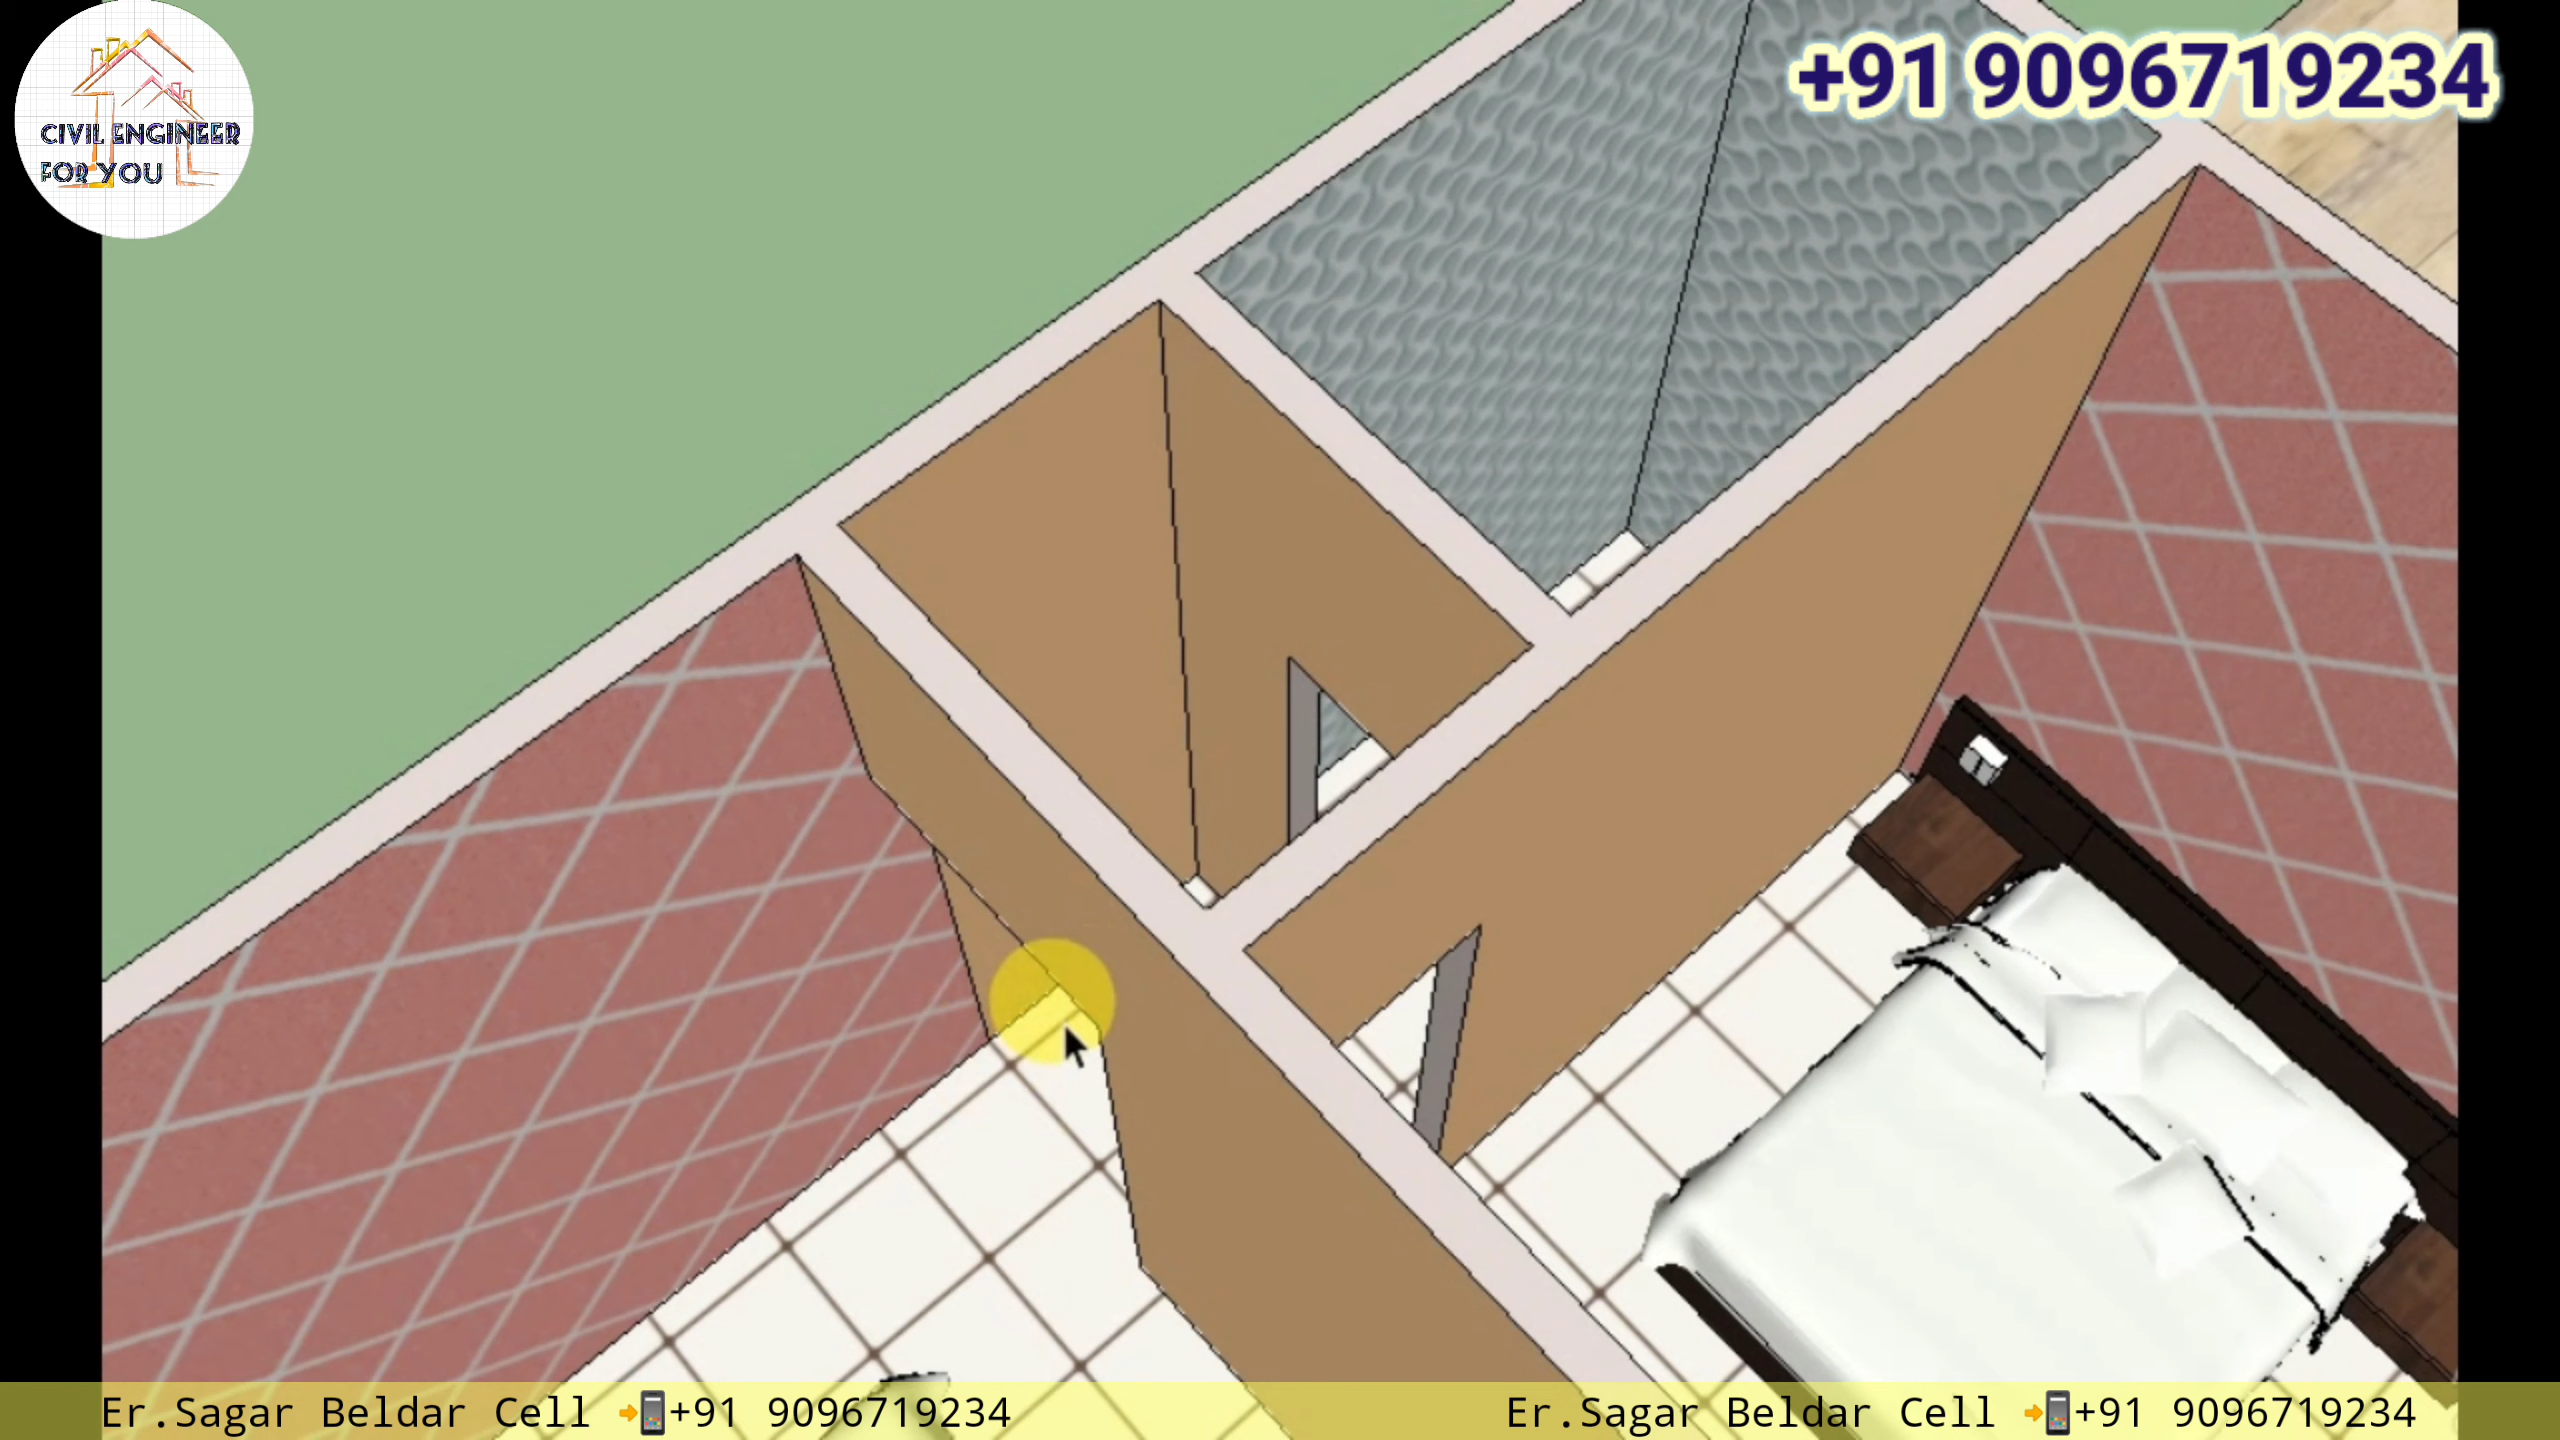 CIVIL ENGINEER
FOR YOU
+91 9096719234
Er.Sagar Beldar Cell +91 9096719234
Er.Sagar Beldar Cell +91 9096719234